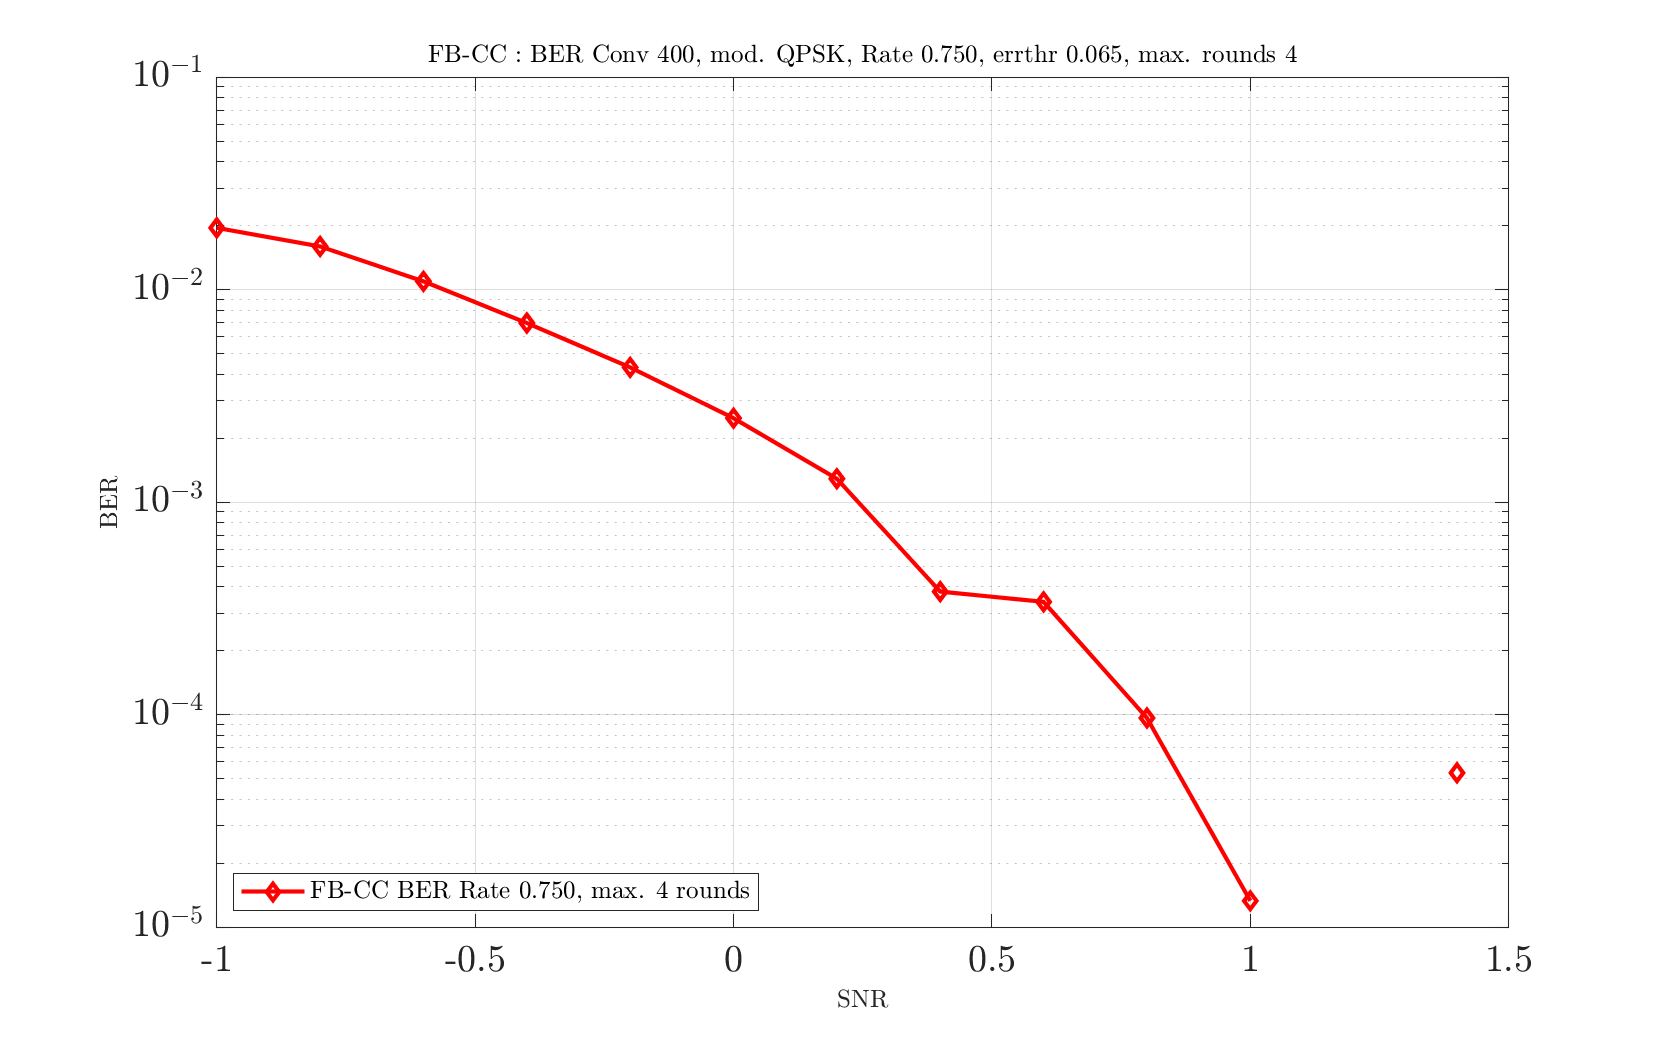 FB-CC : BER Conv 400, mod. QPSK, Rate 0.750, errthr 0.065, max. rounds 4
10⁻¹
10⁻²
10⁻³
10⁻⁴
10⁻⁵
BER
FB-CC BER Rate 0.750, max. 4 rounds
-1 -0.5 0 0.5 1 1.5
SNR